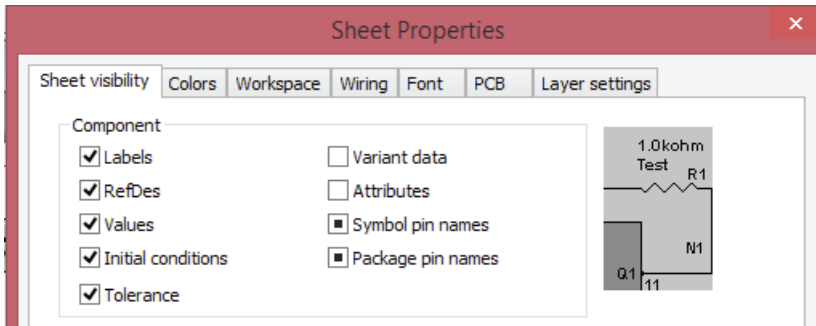 Sheet Properties
Sheet visibility Colors Workspace Wiring Font PCB Layer settings
Component
Labels Variant data
RefDes Attributes
Values Symbol pin names
Initial conditions Package pin names
Tolerance
1.0kohm
Test R1
N1
Q1
11